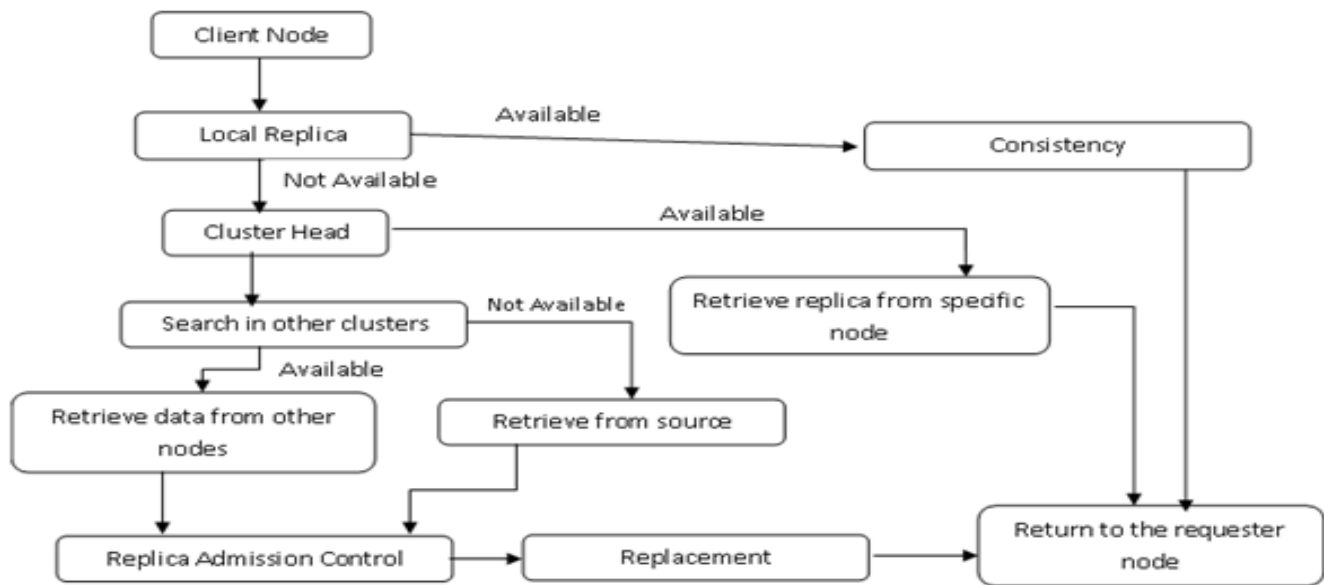 Client Node
Available
Local Replica
Consistency
Not Available
Available
Cluster Head
Retrieve replica from specific
node
Not Available
Search in other clusters
Available
Retrieve data from other
nodes
Retrieve from source
Return to the requester
node
Replica Admission Control
Replacement